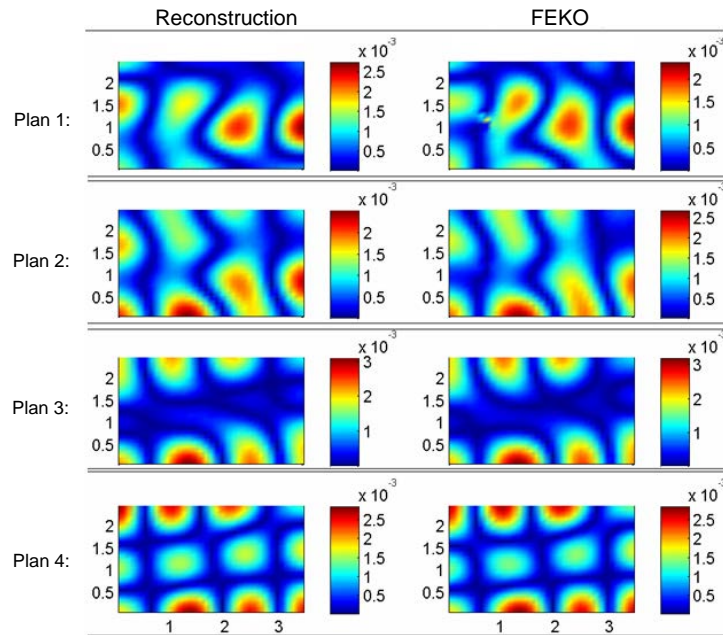 Reconstruction FEKO
x 10-3 x 10-3
Plan 1: 2 1.5 1 0.5 2.5 2 1.5 1 0.5 2 1.5 1 0.5 2.5 2 1.5 1 0.5
x 10-3 x 10-3
Plan 2: 2 1.5 1 0.5 2 1.5 1 0.5 2 1.5 1 0.5 2.5 2 1.5 1 0.5
x 10-3 x 10-3
Plan 3: 2 1.5 1 0.5 3 2 1 2 1.5 1 0.5 3 2 1
x 10-3 x 10-3
Plan 4: 2 1.5 1 0.5 2.5 2 1.5 1 0.5 2 1.5 1 0.5 2.5 2 1.5 1 0.5
1 2 3 1 2 3